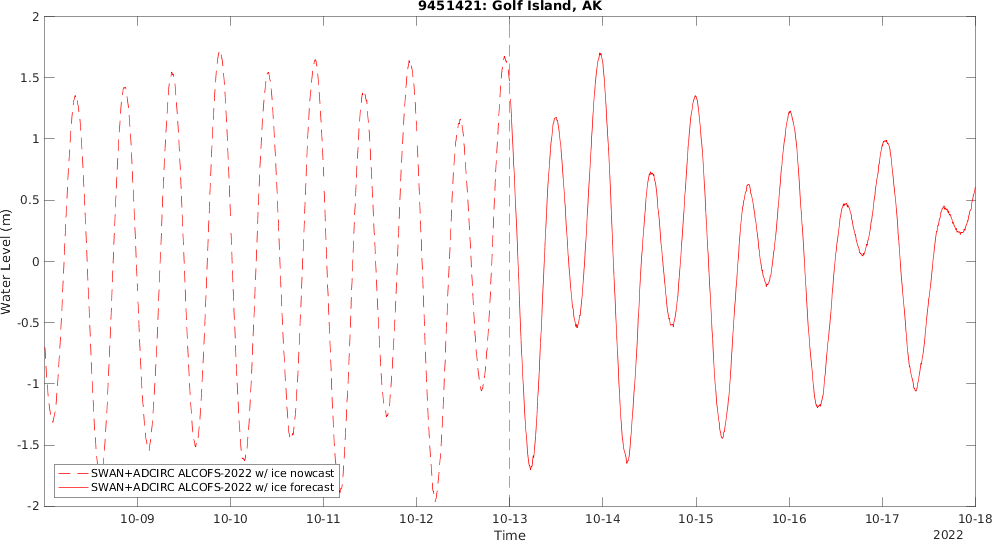 9451421: Golf Island, AK
2
1.5
1
0.5
0
-0.5
-1
-1.5
-2
Water Level (m)
SWAN+ADCIRC ALCOFS-2022 w/ ice nowcast
SWAN+ADCIRC ALCOFS-2022 w/ ice forecast
10-09 10-10 10-11 10-12 10-13 10-14 10-15 10-16 10-17 10-18
Time
2022